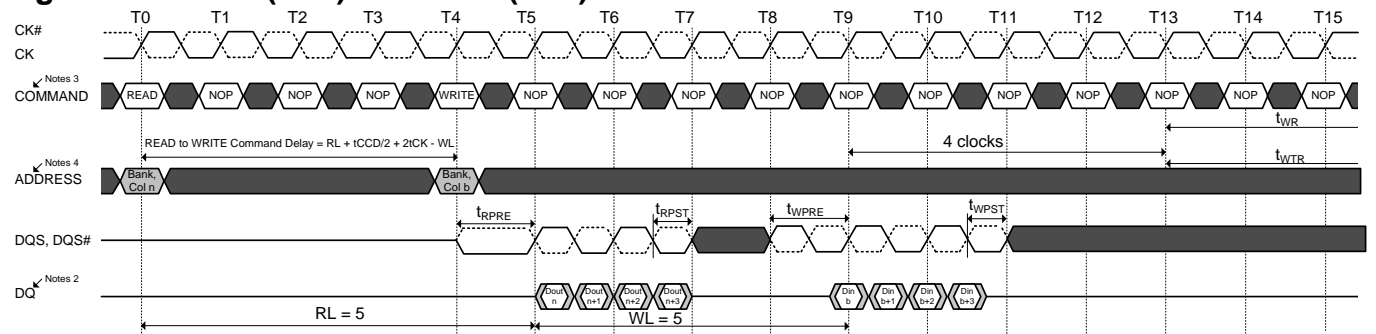 T0 T1 T2 T3 T4 T5 T6 T7 T8 T9 T10 T11 T12 T13 T14 T15
CK#
CK
Notes 3
COMMAND
READ NOP NOP NOP WRITE NOP NOP NOP NOP NOP NOP NOP NOP NOP NOP NOP
tWR
READ to WRITE Command Delay = RL + tCCD/2 + 2tCK - WL
4 clocks
tWTR
Notes 4
ADDRESS
Bank, Col n
Bank, Col b
tRPRE tRPST tWPRE tWPST
DQS, DQS#
Notes 2
DQ
Dout n
Dout n+1
Dout n+2
Dout n+3
Din b
Din b+1
Din b+2
Din b+3
RL = 5
WL = 5